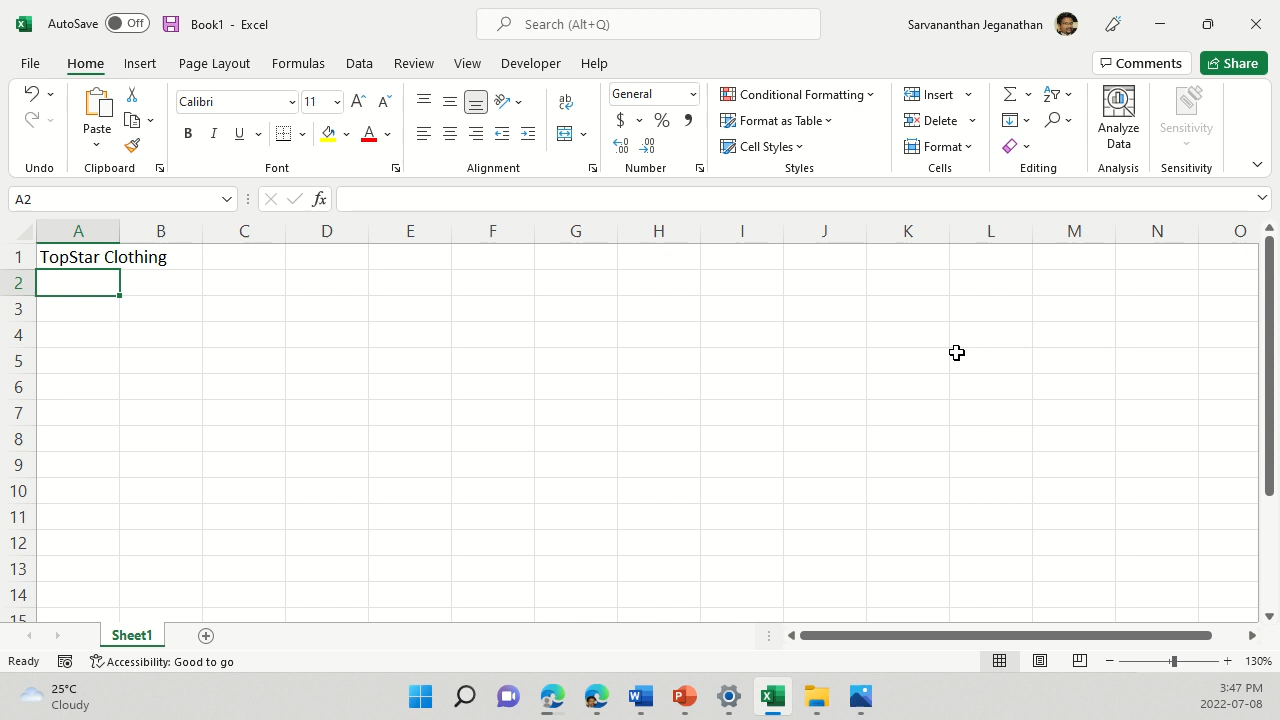 AutoSave Off Book1 - Excel Search (Alt+Q) Sarvananthan Jeganathan
File Home Insert Page Layout Formulas Data Review View Developer Help Comments Share
Calibri 11 General Conditional Formatting Insert
Paste B I U A $ % Format as Table Delete Analyze Data Sensitivity
Cell Styles Format
Undo Clipboard Font Alignment Number Styles Cells Editing Analysis Sensitivity
A2 fx
A B C D E F G H I J K L M N O
1 TopStar Clothing
2
3
4
5
6
7
8
9
10
11
12
13
14
15
Sheet1
Ready Accessibility: Good to go 130%
25°C 3:47 PM
Cloudy 2022-07-08